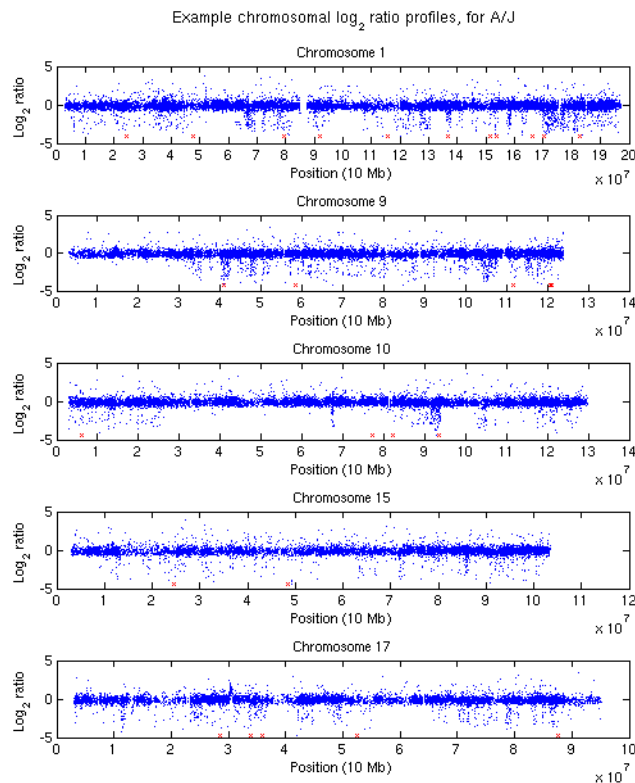 Example chromosomal log2 ratio profiles, for A/J
Chromosome 1
Log2 ratio
5
0
-5
0 1 2 3 4 5 6 7 8 9 10 11 12 13 14 15 16 17 18 19 20
Position (10 Mb)
x 10^7
Chromosome 9
Log2 ratio
5
0
-5
0 1 2 3 4 5 6 7 8 9 10 11 12 13 14
Position (10 Mb)
x 10^7
Chromosome 10
Log2 ratio
5
0
-5
0 1 2 3 4 5 6 7 8 9 10 11 12 13 14
Position (10 Mb)
x 10^7
Chromosome 15
Log2 ratio
5
0
-5
0 1 2 3 4 5 6 7 8 9 10 11 12
Position (10 Mb)
x 10^7
Chromosome 17
Log2 ratio
5
0
-5
0 1 2 3 4 5 6 7 8 9 10
Position (10 Mb)
x 10^7